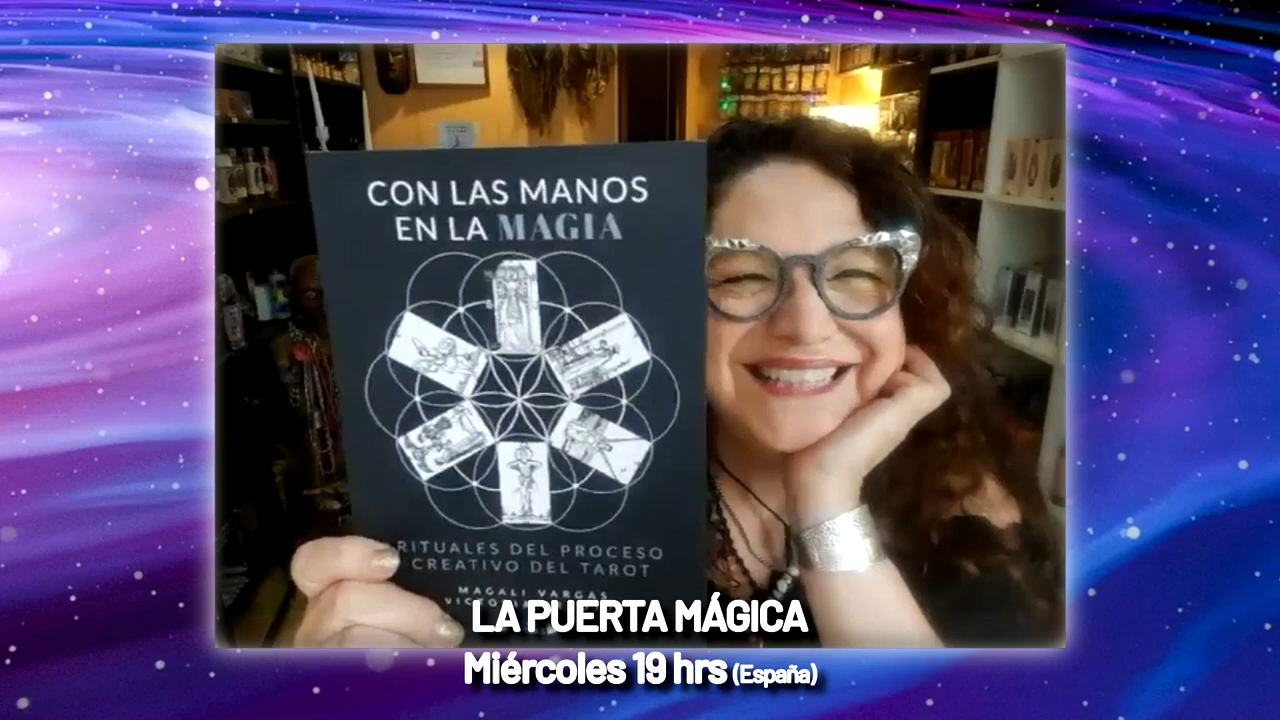 CON LAS MANOS
EN LA MAGIA
RITUALES DEL PROCESO
CREATIVO DEL TAROT
MAGALI VARGAS
LA PUERTA MÁGICA
Miércoles 19 hrs (España)